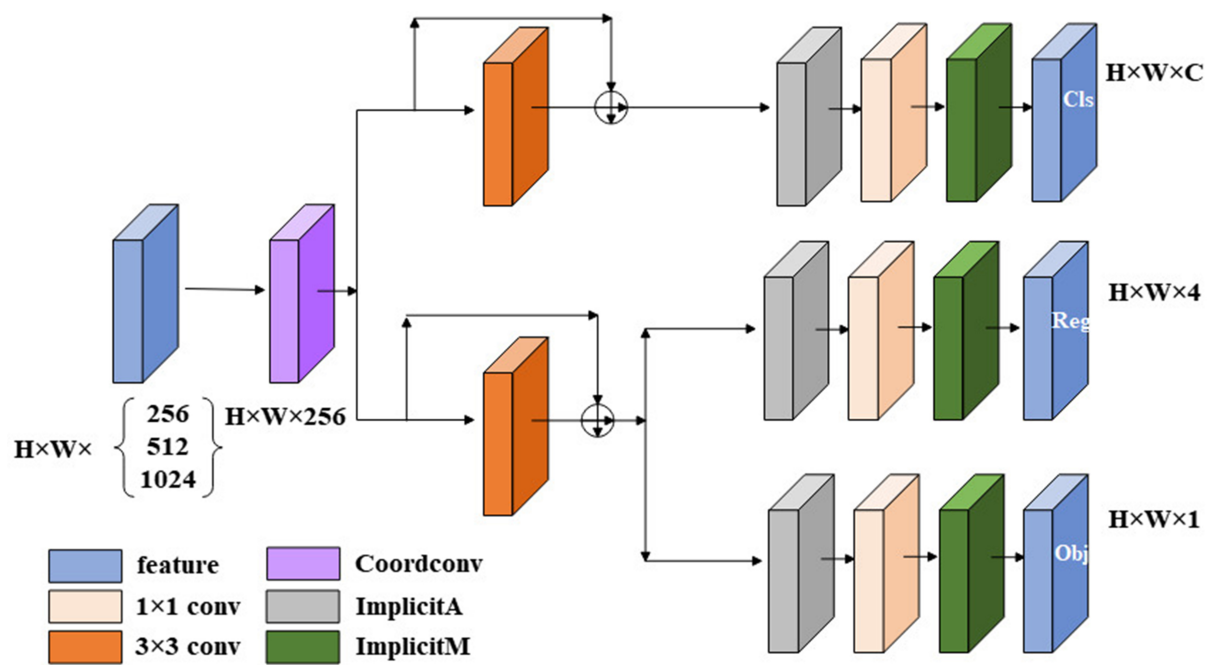 H×W×C
Cls
H×W×4
Reg
H×W×
256
512
1024
H×W×256
H×W×1
Obj
feature
Coordconv
1×1 conv
ImplicitA
3×3 conv
ImplicitM